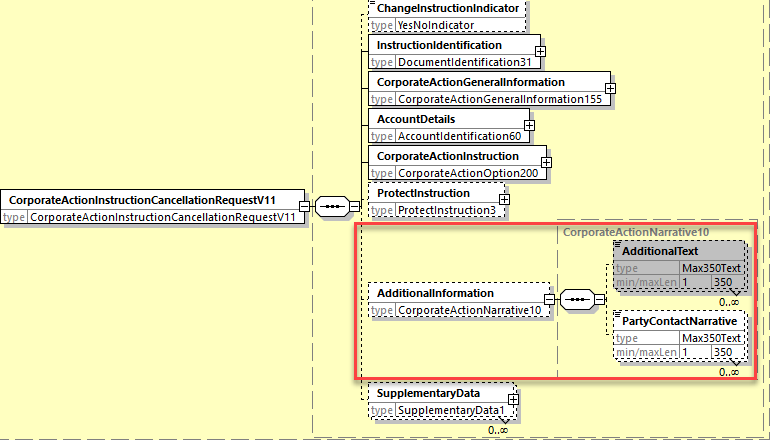 ChangeInstructionIndicator
type YesNoIndicator
InstructionIdentification
type DocumentIdentification31
CorporateActionGeneralInformation
type CorporateActionGeneralInformation155
AccountDetails
type AccountIdentification60
CorporateActionInstruction
type CorporateActionOption200
CorporateActionInstructionCancellationRequestV11
type CorporateActionInstructionCancellationRequestV11
ProtectInstruction
type ProtectInstruction3
CorporateActionNarrative10
AdditionalText
type Max350Text
min/maxLen 1 350
0..∞
AdditionalInformation
type CorporateActionNarrative10
PartyContactNarrative
type Max350Text
min/maxLen 1 350
0..∞
SupplementaryData
type SupplementaryData1
0..∞